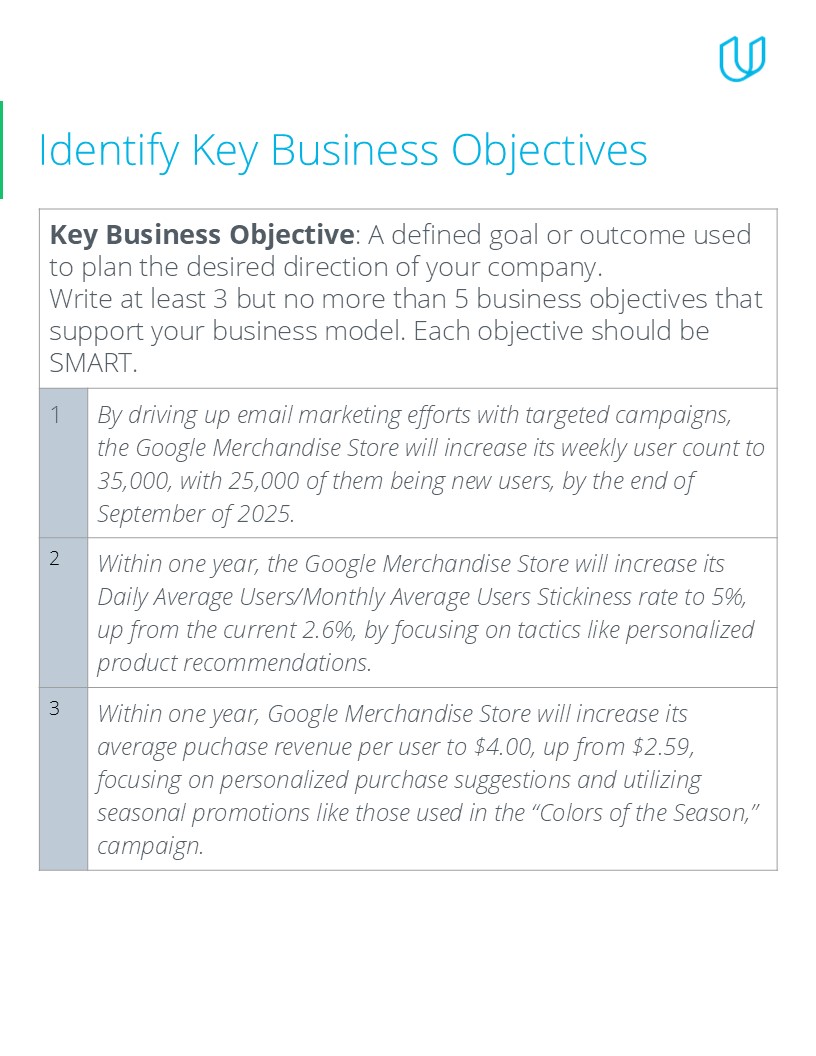 Identify Key Business Objectives
Key Business Objective: A defined goal or outcome used
to plan the desired direction of your company.
Write at least 3 but no more than 5 business objectives that
support your business model. Each objective should be
SMART.
1
By driving up email marketing efforts with targeted campaigns,
the Google Merchandise Store will increase its weekly user count to
35,000, with 25,000 of them being new users, by the end of
September of 2025.
2
Within one year, the Google Merchandise Store will increase its
Daily Average Users/Monthly Average Users Stickiness rate to 5%,
up from the current 2.6%, by focusing on tactics like personalized
product recommendations.
3
Within one year, Google Merchandise Store will increase its
average puchase revenue per user to $4.00, up from $2.59,
focusing on personalized purchase suggestions and utilizing
seasonal promotions like those used in the “Colors of the Season,”
campaign.